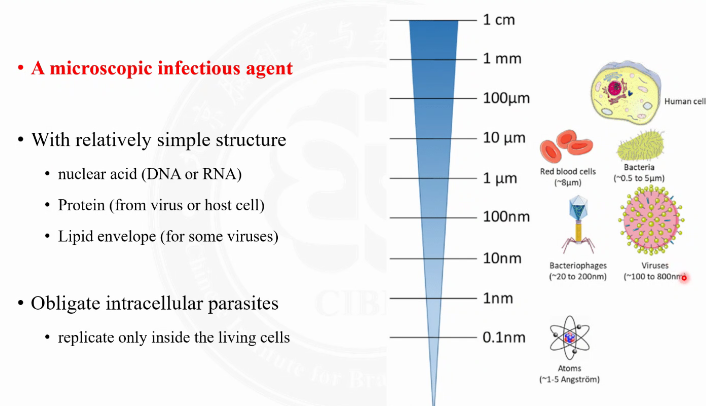 • A microscopic infectious agent
• With relatively simple structure
• nuclear acid (DNA or RNA)
• Protein (from virus or host cell)
• Lipid envelope (for some viruses)
• Obligate intracellular parasites
• replicate only inside the living cells
1 cm
1 mm
100μm
10 μm
1 μm
100nm
10nm
1nm
0.1nm
Human cell
Red blood cells
(~8μm)
Bacteria
(~0.5 to 5μm)
Bacteriophages
(~20 to 200nm)
Viruses
(~100 to 800nm)
Atoms
(~1-5 Angström)